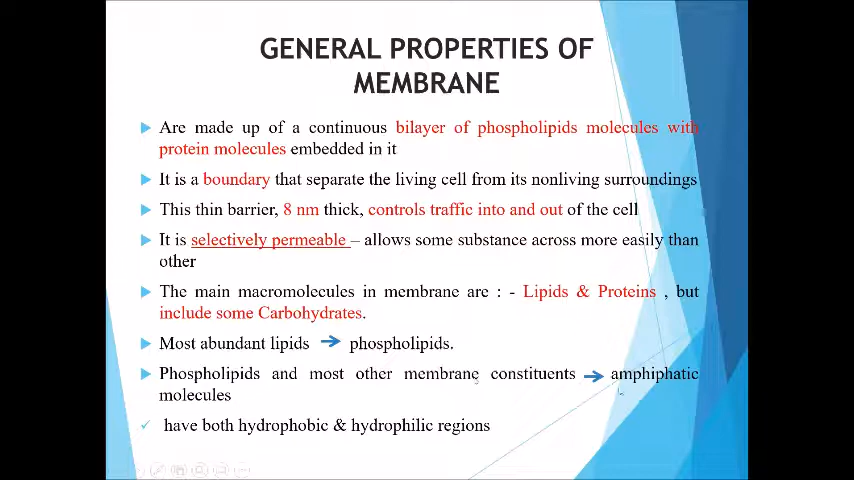 GENERAL PROPERTIES OF
MEMBRANE
Are made up of a continuous bilayer of phospholipids molecules with
protein molecules embedded in it
It is a boundary that separate the living cell from its nonliving surroundings
This thin barrier, 8 nm thick, controls traffic into and out of the cell
It is selectively permeable – allows some substance across more easily than
other
The main macromolecules in membrane are : - Lipids & Proteins , but
include some Carbohydrates.
Most abundant lipids → phospholipids.
Phospholipids and most other membrane constituents → amphiphatic
molecules
✓ have both hydrophobic & hydrophilic regions